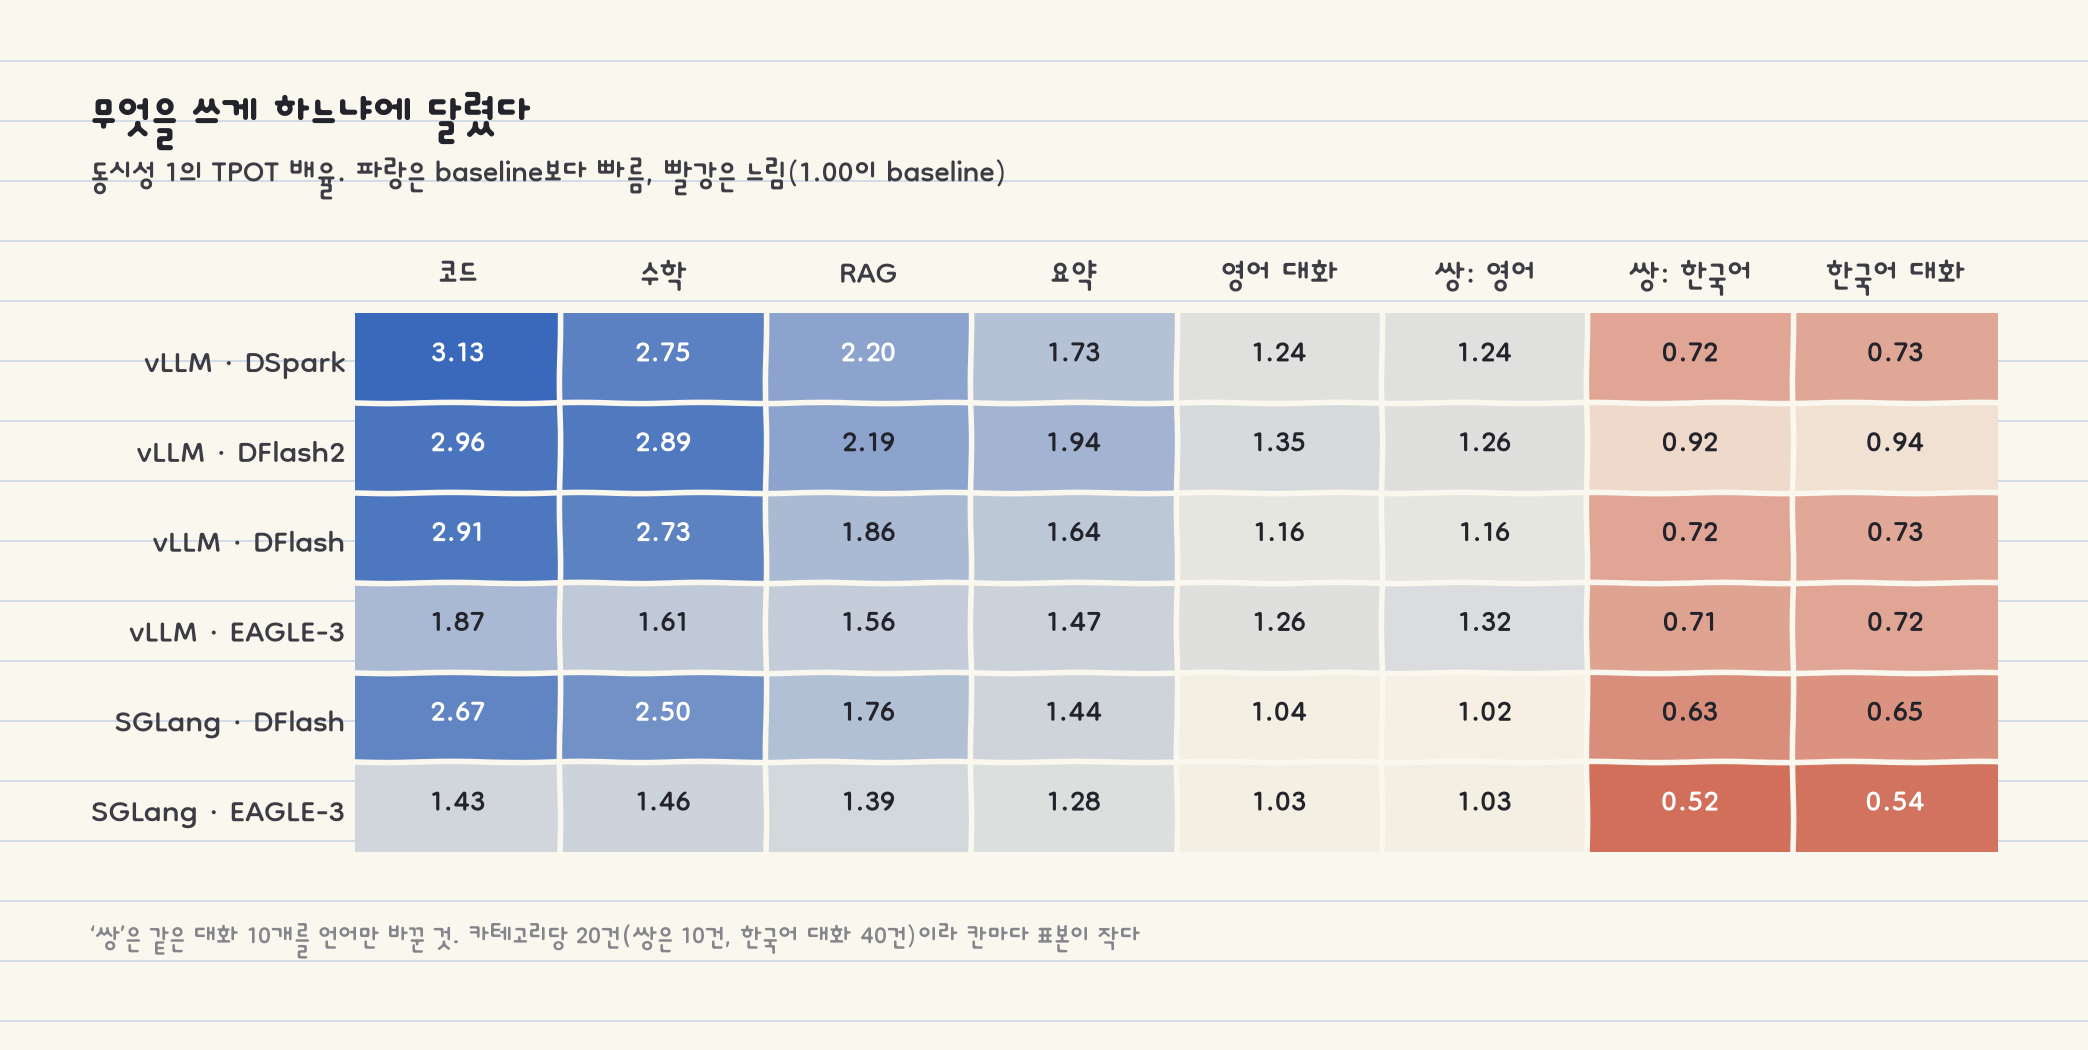 무엇을 쓰게 하느냐에 달렸다
동시성 1의 TPOT 배율. 파랑은 baseline보다 빠름, 빨강은 느림(1.00이 baseline)
코드 수학 RAG 요약 영어 대화 쌍: 영어 쌍: 한국어 한국어 대화
vLLM · DSpark 3.13 2.75 2.20 1.73 1.24 1.24 0.72 0.73
vLLM · DFlash2 2.96 2.89 2.19 1.94 1.35 1.26 0.92 0.94
vLLM · DFlash 2.91 2.73 1.86 1.64 1.16 1.16 0.72 0.73
vLLM · EAGLE-3 1.87 1.61 1.56 1.47 1.26 1.32 0.71 0.72
SGLang · DFlash 2.67 2.50 1.76 1.44 1.04 1.02 0.63 0.65
SGLang · EAGLE-3 1.43 1.46 1.39 1.28 1.03 1.03 0.52 0.54
‘쌍’은 같은 대화 10개를 언어만 바꾼 것. 카테고리당 20건(쌍은 10건, 한국어 대화 40건)이라 칸마다 표본이 작다